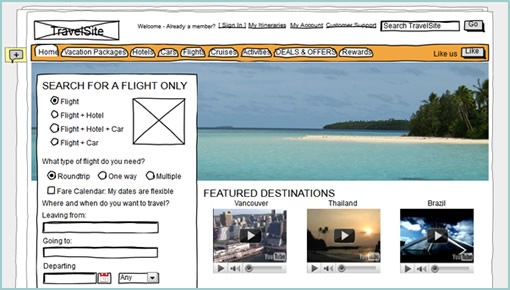 TravelSite
Welcome - Already a member? | Sign In | My Itineraries My Account Customer Support
Search TravelSite
Go
Home Vacation Packages Hotels Cars Flights Cruises Activities DEALS & OFFERS Rewards
Like us Like
SEARCH FOR A FLIGHT ONLY
Flight
Flight + Hotel
Flight + Hotel + Car
Flight + Car
What type of flight do you need?
Roundtrip One way Multiple
Fare Calendar: My dates are flexible
Where and when do you want to travel?
Leaving from:
Going to:
Departing
Any
FEATURED DESTINATIONS
Vancouver Thailand Brazil
YouTube YouTube YouTube